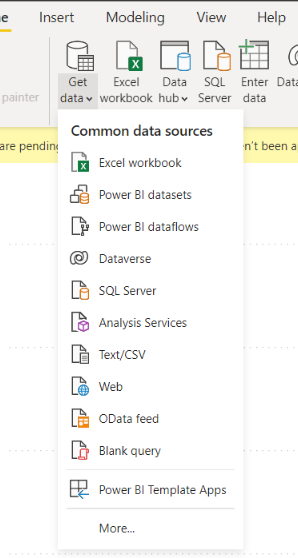 Insert Modeling View Help
painter
Get data
Excel workbook
Data hub
SQL Server
Enter data
are pending
n't been a
Common data sources
Excel workbook
Power BI datasets
Power BI dataflows
Dataverse
SQL Server
Analysis Services
Text/CSV
Web
OData feed
Blank query
Power BI Template Apps
More...